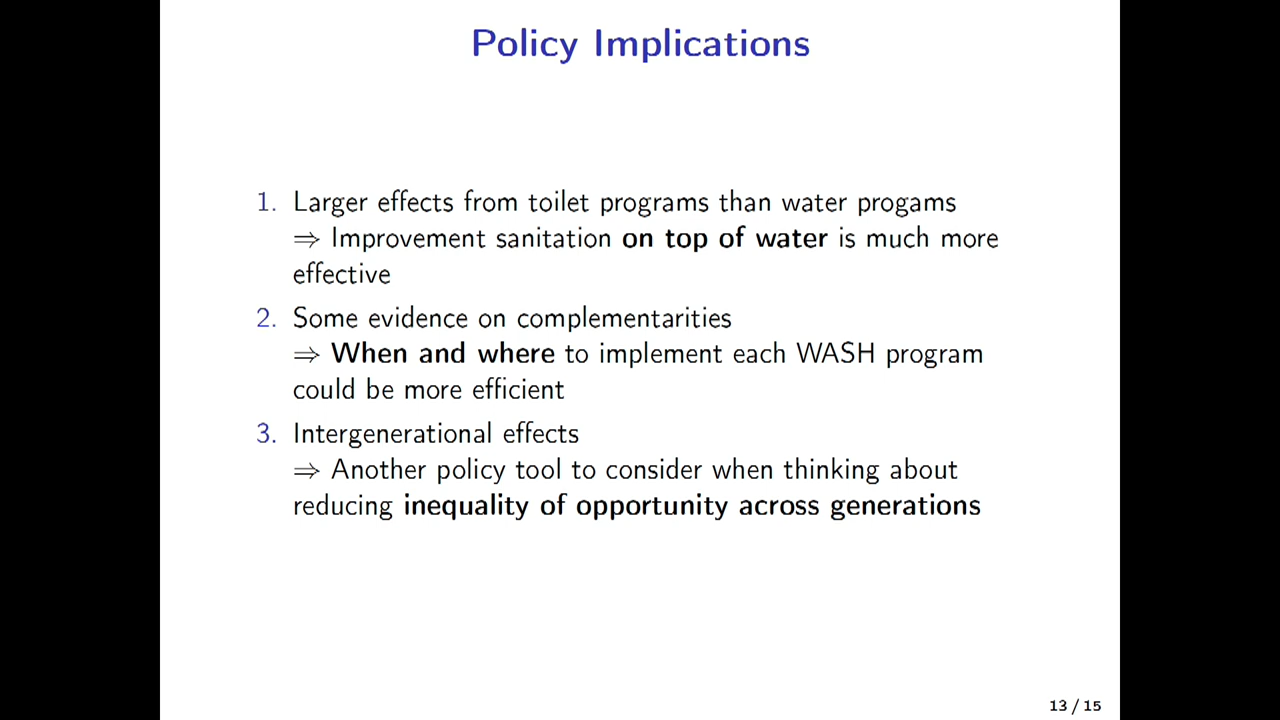 Policy Implications
1. Larger effects from toilet programs than water progams
⇒ Improvement sanitation on top of water is much more
effective
2. Some evidence on complementarities
⇒ When and where to implement each WASH program
could be more efficient
3. Intergenerational effects
⇒ Another policy tool to consider when thinking about
reducing inequality of opportunity across generations
13 / 15